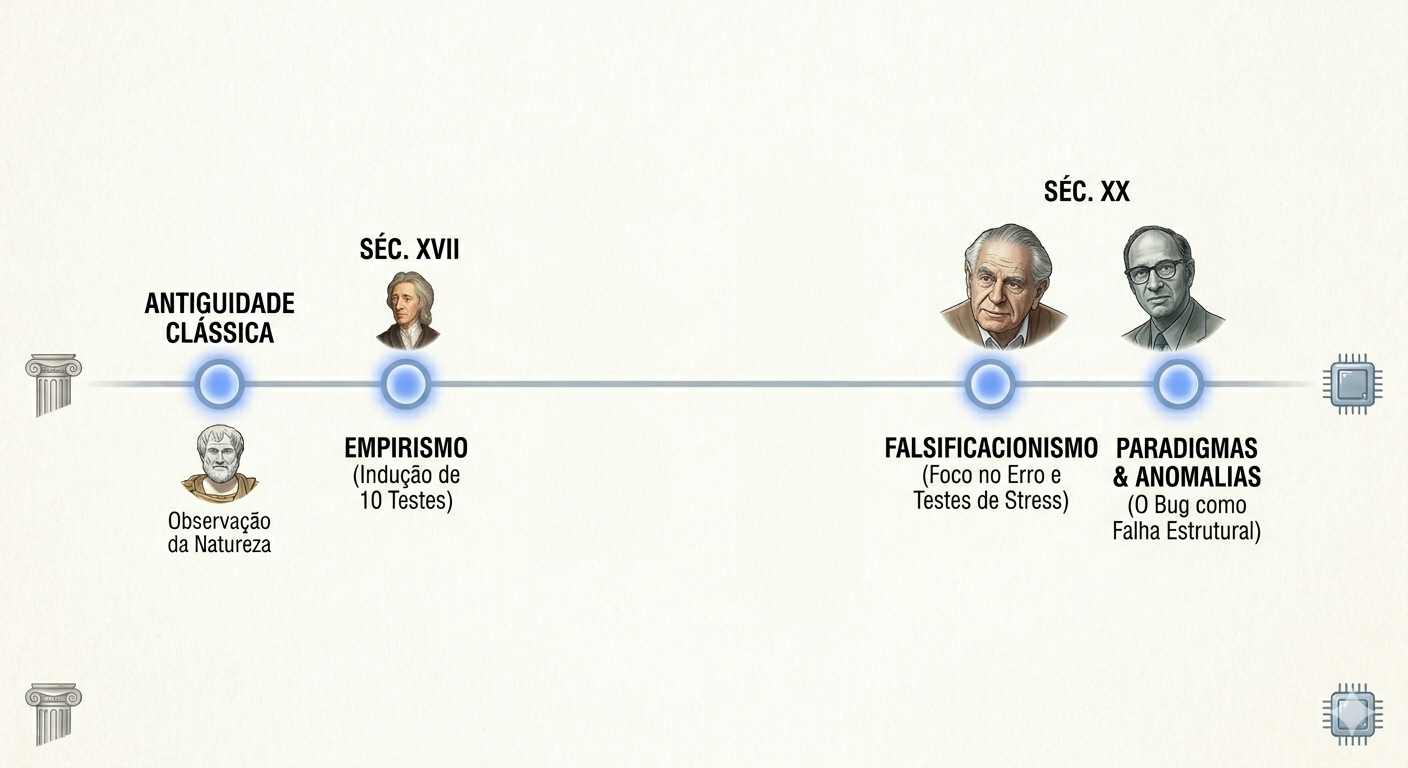 ANTIGUIDADE
CLÁSSICA
Observação
da Natureza
SÉC. XVII
EMPIRISMO
(Indução de
10 Testes)
SÉC. XX
FALSIFICACIONISMO
(Foco no Erro e
Testes de Stress)
PARADIGMAS
& ANOMALIAS
(O Bug como
Falha Estrutural)